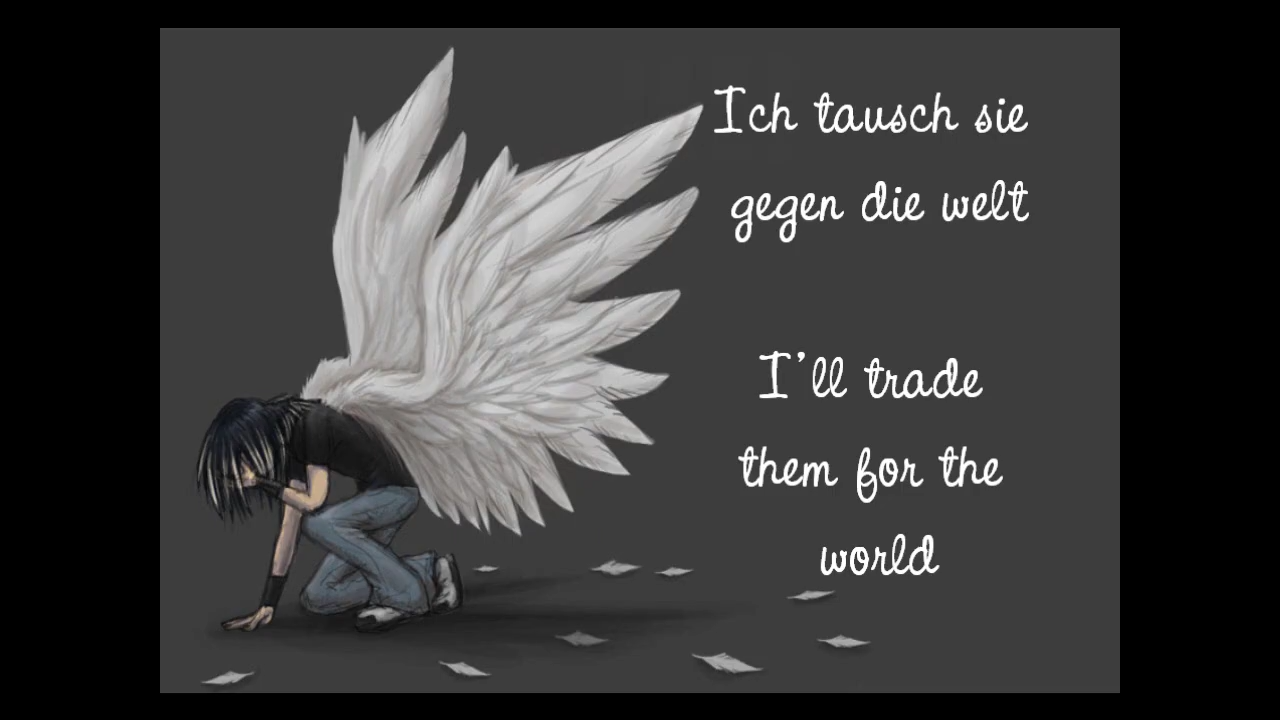 Ich tausch sie
gegen die welt
I'll trade
them for the
world